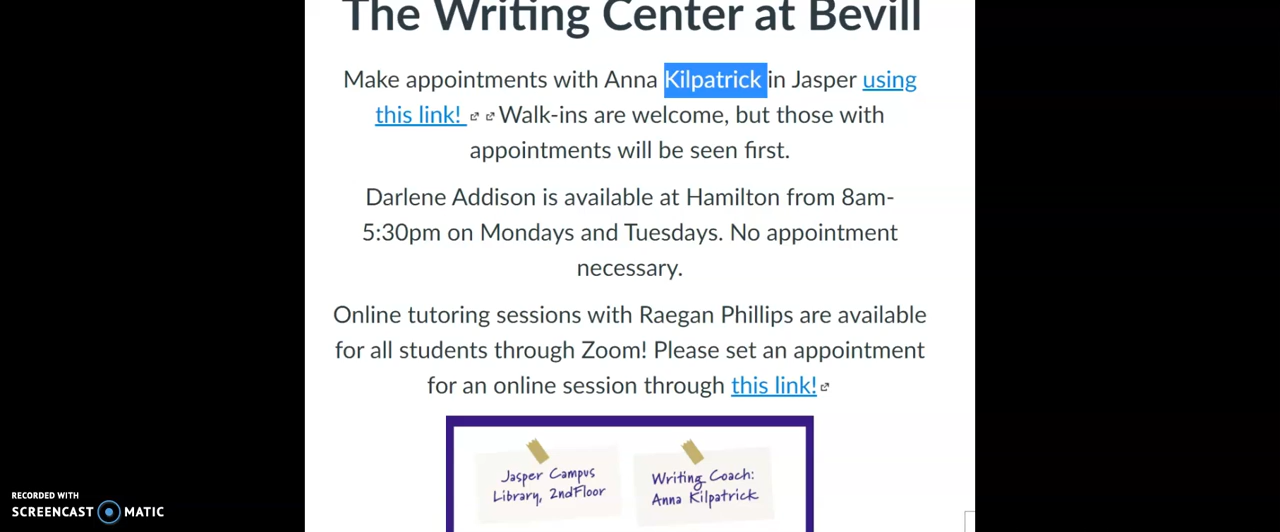 The Writing Center at Bevill
Make appointments with Anna Kilpatrick in Jasper using
this link! Walk-ins are welcome, but those with
appointments will be seen first.
Darlene Addison is available at Hamilton from 8am-
5:30pm on Mondays and Tuesdays. No appointment
necessary.
Online tutoring sessions with Raegan Phillips are available
for all students through Zoom! Please set an appointment
for an online session through this link!
Jasper Campus
Library, 2ndFloor
Writing Coach:
Anna Kilpatrick
RECORDED WITH
SCREENCAST MATIC